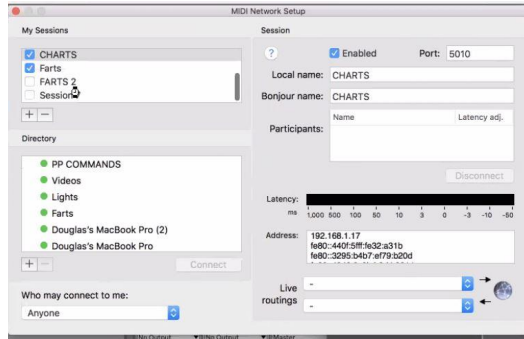 MIDI Network Setup
My Sessions
CHARTS
Farts
FARTS 2
Session
Directory
PP COMMANDS
Videos
Lights
Farts
Douglas's MacBook Pro (2)
Douglas's MacBook Pro
Connect
Who may connect to me:
Anyone
Session
? Enabled Port: 5010
Local name: CHARTS
Bonjour name: CHARTS
Participants:
Name Latency adj.
Disconnect
Latency:
ms 1,000 500 100 50 10 3 0 -3 -10 -50
Address: 192.168.1.17
fe80::440f:5fff:fe32:a31b
fe80::3295:b4b7:ef79:b20d
Live routings
No Output No Output Master